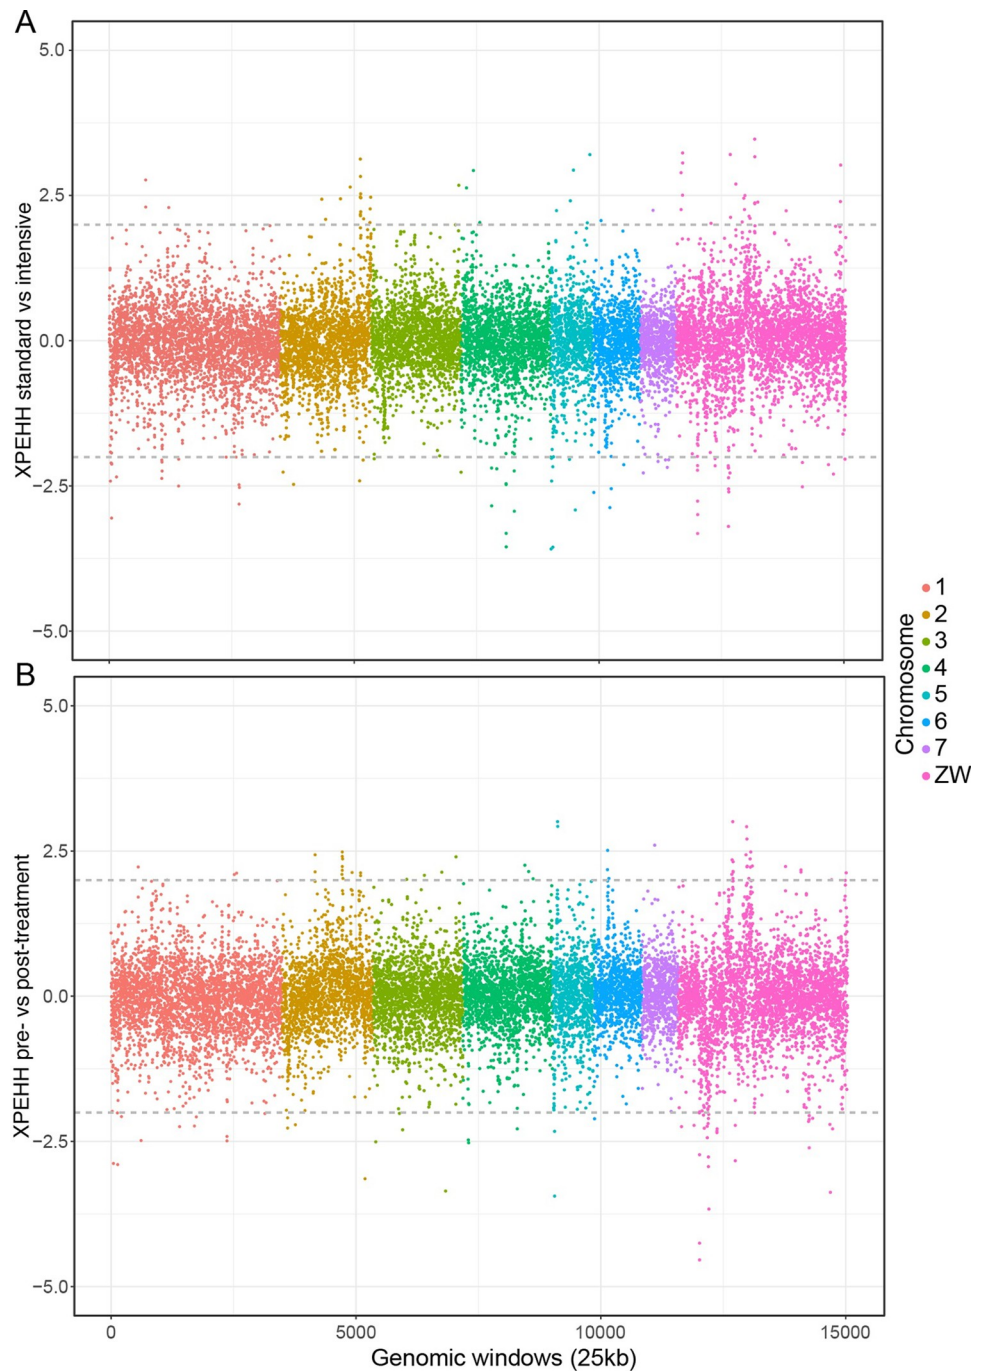 A
5.0
2.5
0.0
−2.5
−5.0
XPEHH standard vs intensive
B
5.0
2.5
0.0
−2.5
−5.0
XPEHH pre- vs post-treatment
0 5000 10000 15000
Genomic windows (25kb)
Chromosome
1
2
3
4
5
6
7
ZW